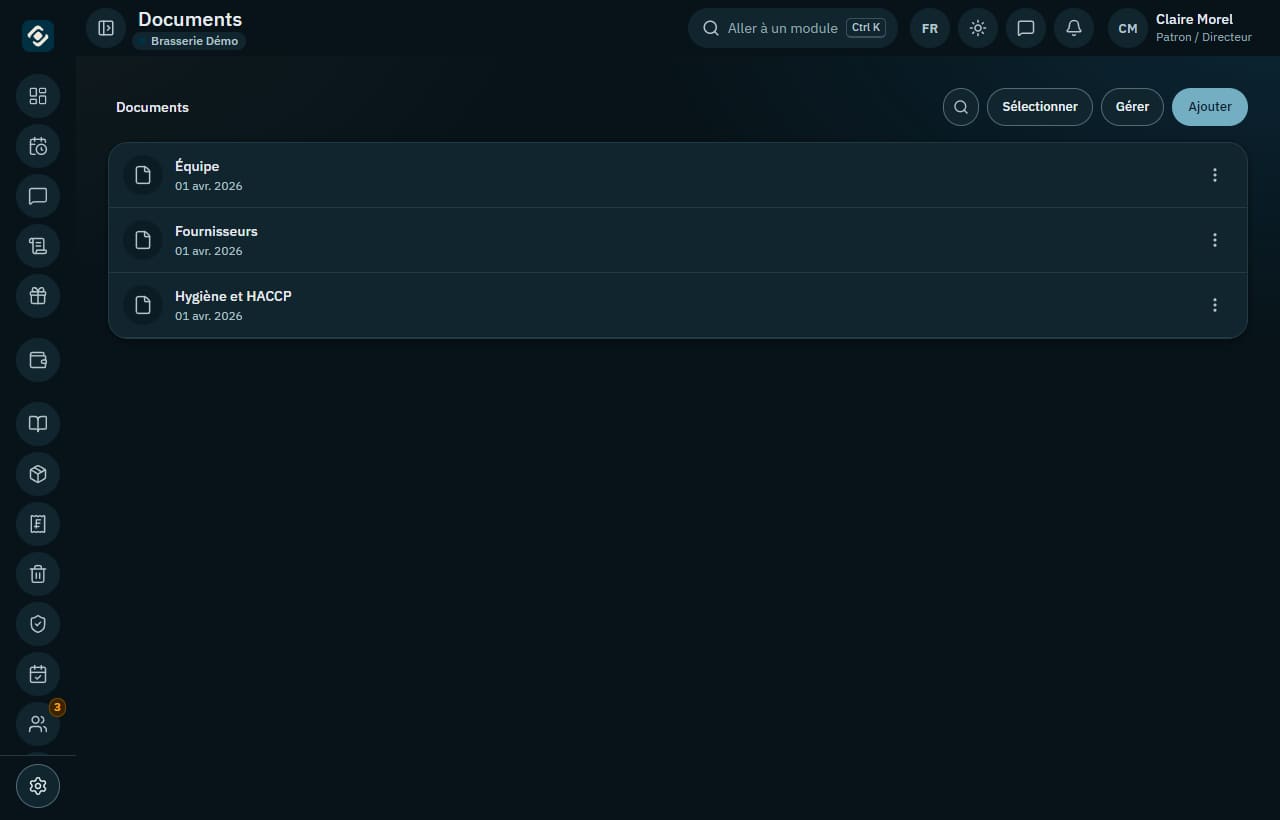 Documents
Brasserie Démo
Aller à un module
Ctrl K
FR
CM
Claire Morel
Patron / Directeur
Documents
Sélectionner
Gérer
Ajouter
Équipe
01 avr. 2026
Fournisseurs
01 avr. 2026
Hygiène et HACCP
01 avr. 2026
3